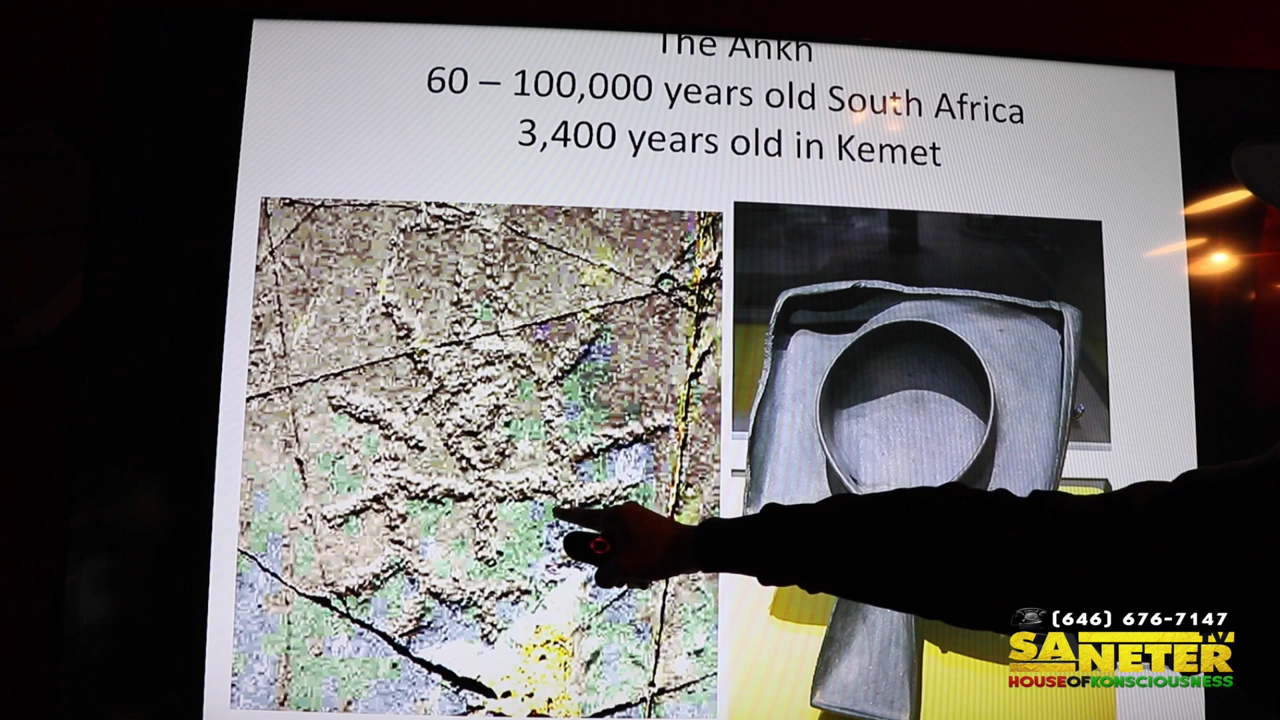 The Ankh
60 – 100,000 years old South Africa
3,400 years old in Kemet
(646) 676-7147
SANETER TV
HOUSEOFKONSCIOUSNESS